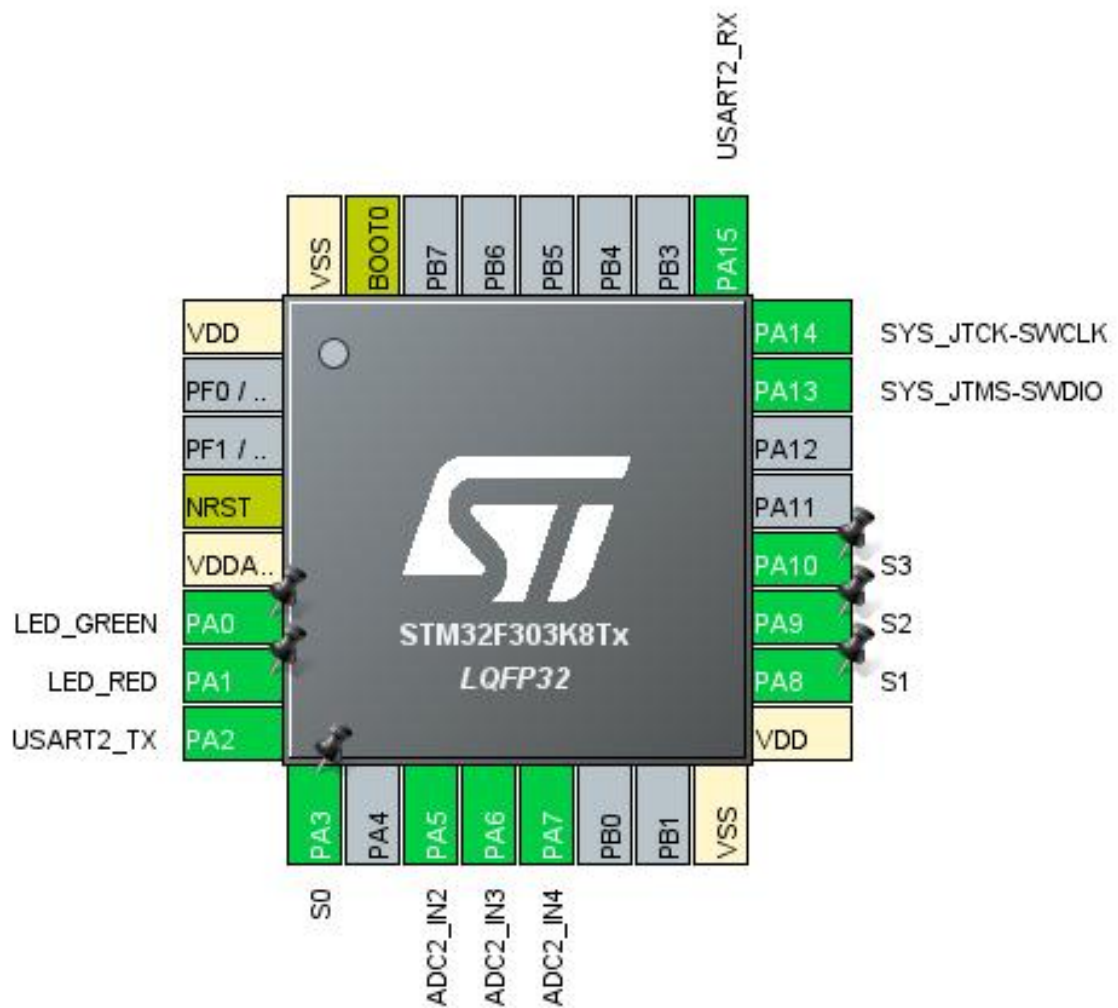 USART2_RX
VSS
BOOT0
PB7
PB6
PB5
PB4
PB3
PA15
VDD
PF0 / ..
PF1 / ..
NRST
VDDA..
LED_GREEN PA0
LED_RED PA1
USART2_TX PA2
PA14 SYS_JTCK-SWCLK
PA13 SYS_JTMS-SWDIO
PA12
PA11
PA10 S3
PA9 S2
PA8 S1
VDD
ST
STM32F303K8Tx
LQFP32
PA3
PA4
PA5
PA6
PA7
PB0
PB1
VSS
S0
ADC2_IN2
ADC2_IN3
ADC2_IN4